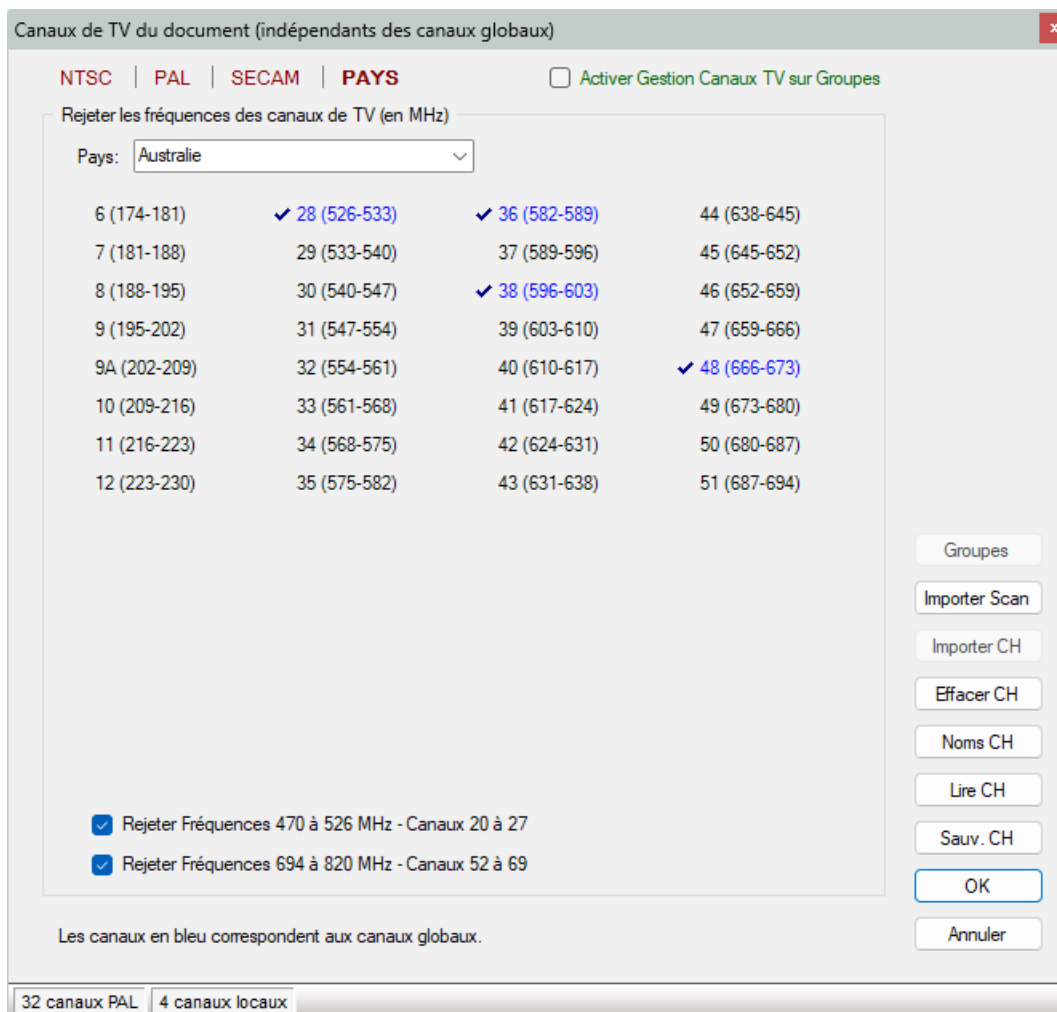 Canaux de TV du document (indépendants des canaux globaux)
x
NTSC | PAL | SECAM | PAYS
Activer Gestion Canaux TV sur Groupes
Rejeter les fréquences des canaux de TV (en MHz)
Pays: Australie
6 (174-181) 28 (526-533) 36 (582-589) 44 (638-645)
7 (181-188) 29 (533-540) 37 (589-596) 45 (645-652)
8 (188-195) 30 (540-547) 38 (596-603) 46 (652-659)
9 (195-202) 31 (547-554) 39 (603-610) 47 (659-666)
9A (202-209) 32 (554-561) 40 (610-617) 48 (666-673)
10 (209-216) 33 (561-568) 41 (617-624) 49 (673-680)
11 (216-223) 34 (568-575) 42 (624-631) 50 (680-687)
12 (223-230) 35 (575-582) 43 (631-638) 51 (687-694)
Groupes
Importer Scan
Importer CH
Effacer CH
Noms CH
Lire CH
Sauv. CH
OK
Annuler
Rejeter Fréquences 470 à 526 MHz - Canaux 20 à 27
Rejeter Fréquences 694 à 820 MHz - Canaux 52 à 69
Les canaux en bleu correspondent aux canaux globaux.
32 canaux PAL
4 canaux locaux